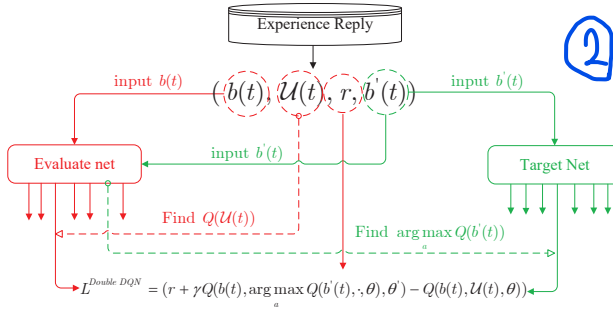 Experience Reply
②
input b(t)
( b(t), 𝒰(t), r, b'(t))
input b'(t)
Evaluate net
input b'(t)
Target Net
Find Q(𝒰(t))
Find arg max Q(b'(t))
a
L^{Double DQN} = (r + γQ(b(t), arg max Q(b'(t), ·, θ), θ') − Q(b(t), 𝒰(t), θ))
a